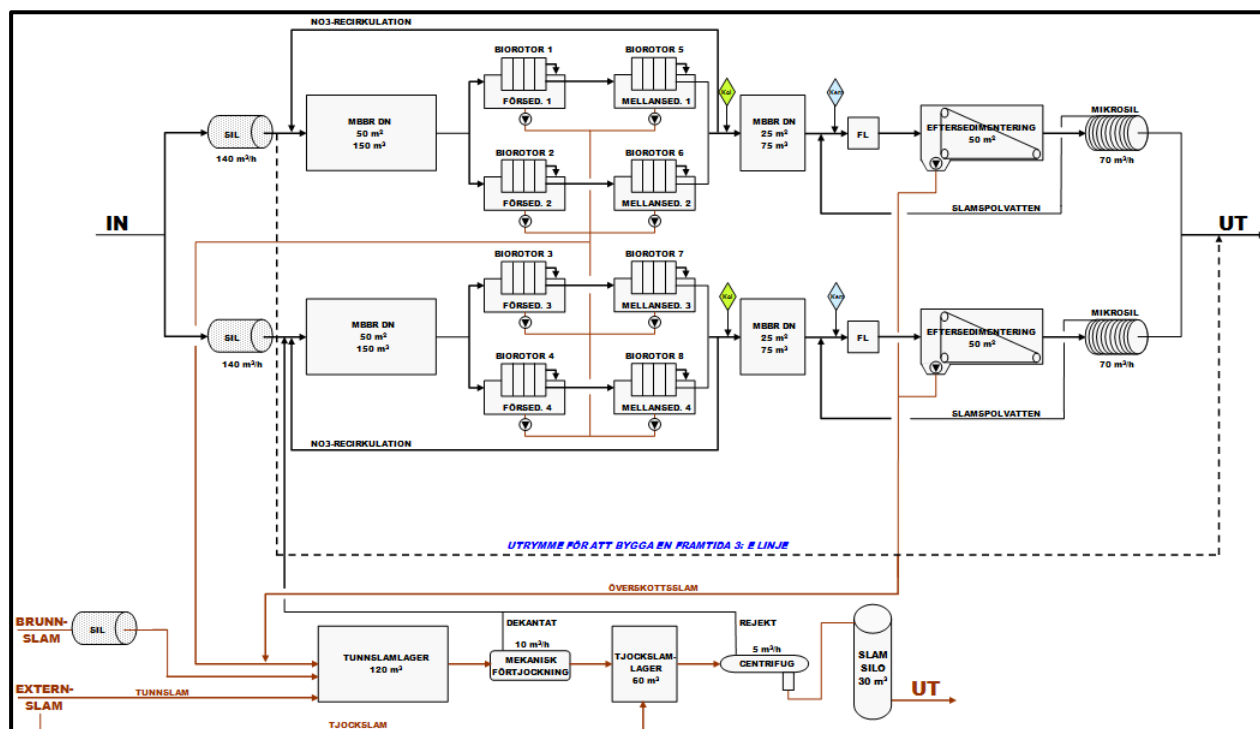 NO3-RECIRKULATION
BIOROTOR 1
BIOROTOR 5
FÖRSED. 1
MELLANSED. 1
SIL
140 m³/h
MBBR DN
50 m²
150 m³
Kol
MBBR DN
25 m²
75 m³
Kem
FL
EFTERSEDIMENTERING
50 m²
MIKROSIL
70 m³/h
BIOROTOR 2
BIOROTOR 6
FÖRSED. 2
MELLANSED. 2
SLAMSPOLVATTEN
IN
UT
BIOROTOR 3
BIOROTOR 7
FÖRSED. 3
MELLANSED. 3
SIL
140 m³/h
MBBR DN
50 m²
150 m³
Kol
MBBR DN
25 m²
75 m³
Kem
FL
EFTERSEDIMENTERING
50 m²
MIKROSIL
70 m³/h
BIOROTOR 4
BIOROTOR 8
FÖRSED. 4
MELLANSED. 4
SLAMSPOLVATTEN
NO3-RECIRKULATION
UTRYMME FÖR ATT BYGGA EN FRAMTIDA 3: E LINJE
ÖVERSKOTTSSLAM
BRUNN-
SLAM
SIL
DEKANTAT
REJEKT
TUNNSLAMLAGER
120 m³
10 m³/h
MEKANISK
FÖRTJOCKNING
TJOCKSLAM-
LAGER
60 m³
5 m³/h
CENTRIFUG
SLAM
SILO
30 m³
UT
EXTERN-
SLAM
TUNNSLAM
TJOCKSLAM